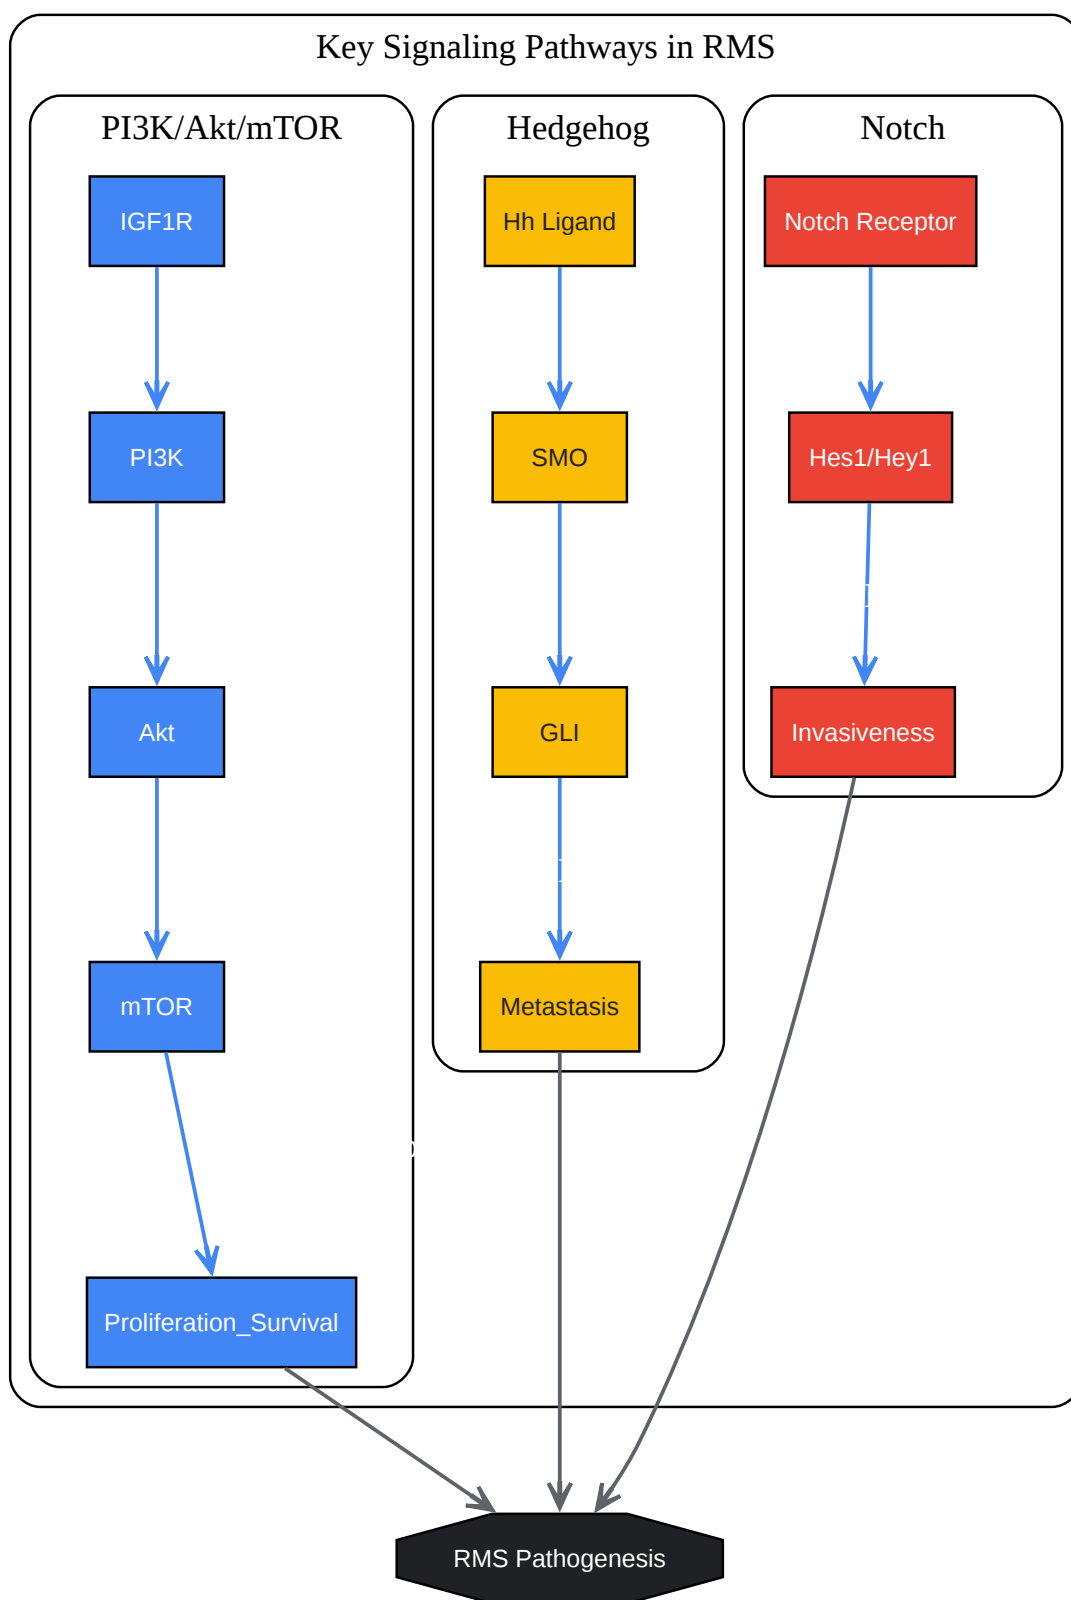 Key Signaling Pathways in RMS
PI3K/Akt/mTOR
IGF1R
PI3K
Akt
mTOR
Proliferation_Survival
Hedgehog
Hh Ligand
SMO
GLI
Metastasis
Notch
Notch Receptor
Hes1/Hey1
Invasiveness
RMS Pathogenesis